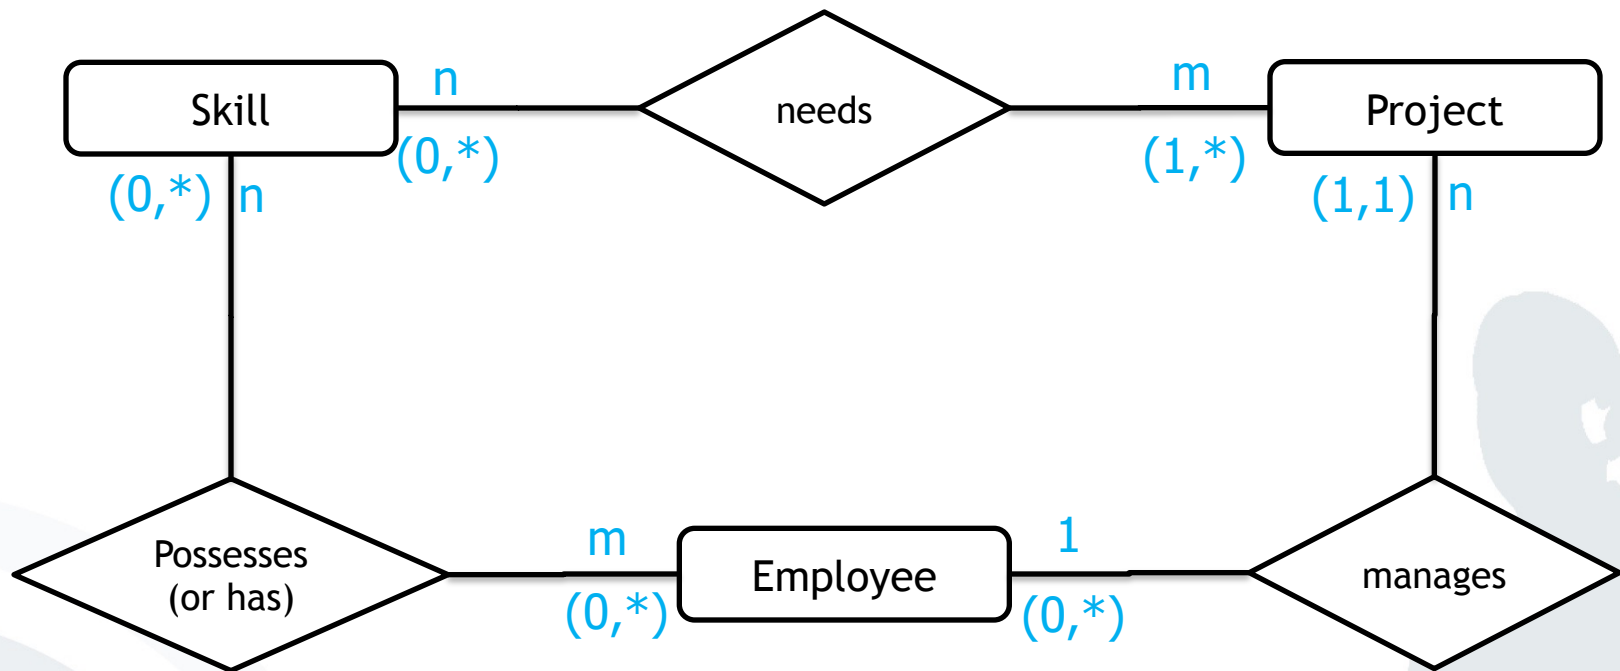 n
m
Skill
needs
Project
(0,*)
(1,*)
(0,*)
n
(1,1)
n
m
1
Possesses
(or has)
Employee
manages
(0,*)
(0,*)